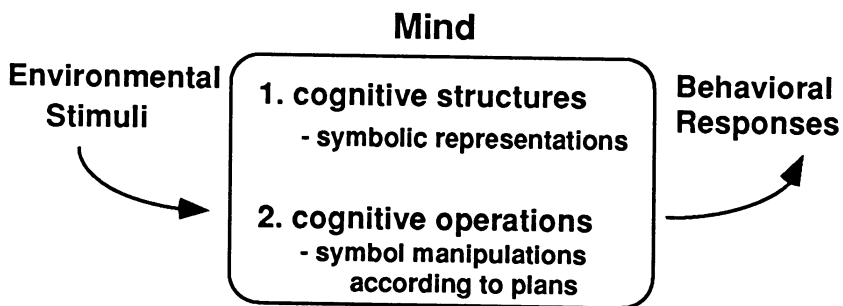 Mind
Environmental
Stimuli
1. cognitive structures
- symbolic representations
2. cognitive operations
- symbol manipulations
according to plans
Behavioral
Responses